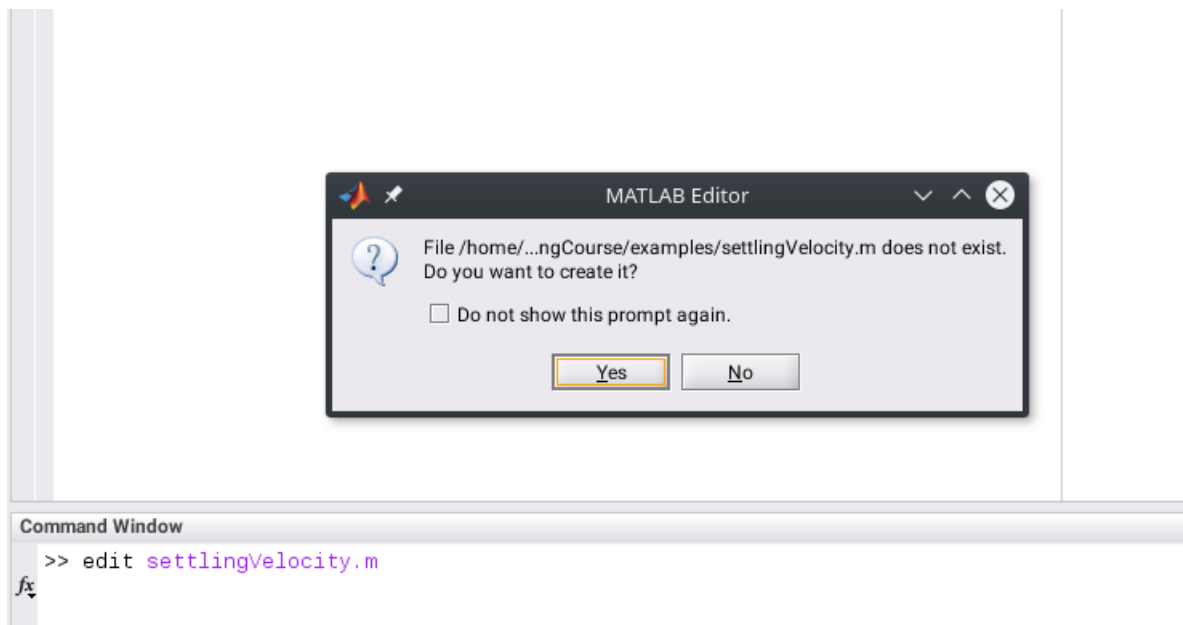 MATLAB Editor
File /home/...ngCourse/examples/settlingVelocity.m does not exist.
Do you want to create it?
Do not show this prompt again.
Yes
No
Command Window
>> edit settlingVelocity.m
fx